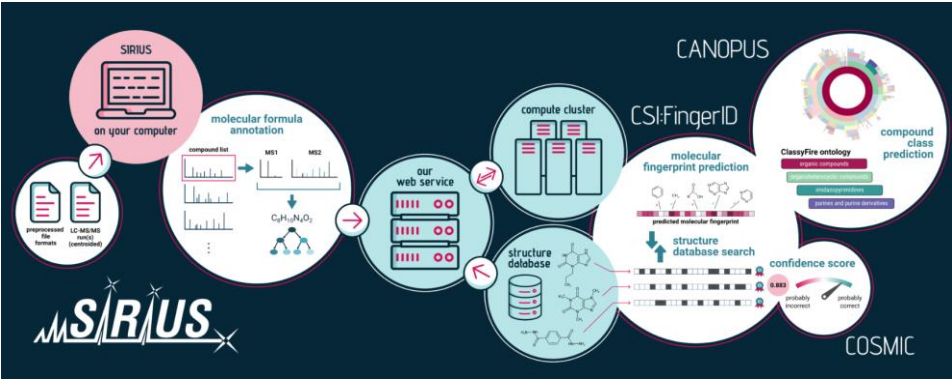 SIRIUS
on your computer
preprocessed
file
formats
LC-MS/MS
run(s)
(centroided)
molecular formula
annotation
compound list
MS1
MS2
C₈H₁₀N₄O₂
our
web service
compute cluster
structure
database
CSI:FingerID
molecular
fingerprint prediction
predicted molecular fingerprint
structure
database search
CANOPUS
compound
class
prediction
ClassyFire ontology
organic compounds
organoheterocyclic compounds
imidazopyrimidines
purines and purine derivatives
confidence score
0.883
probably
incorrect
probably
correct
COSMIC
SIRIUS